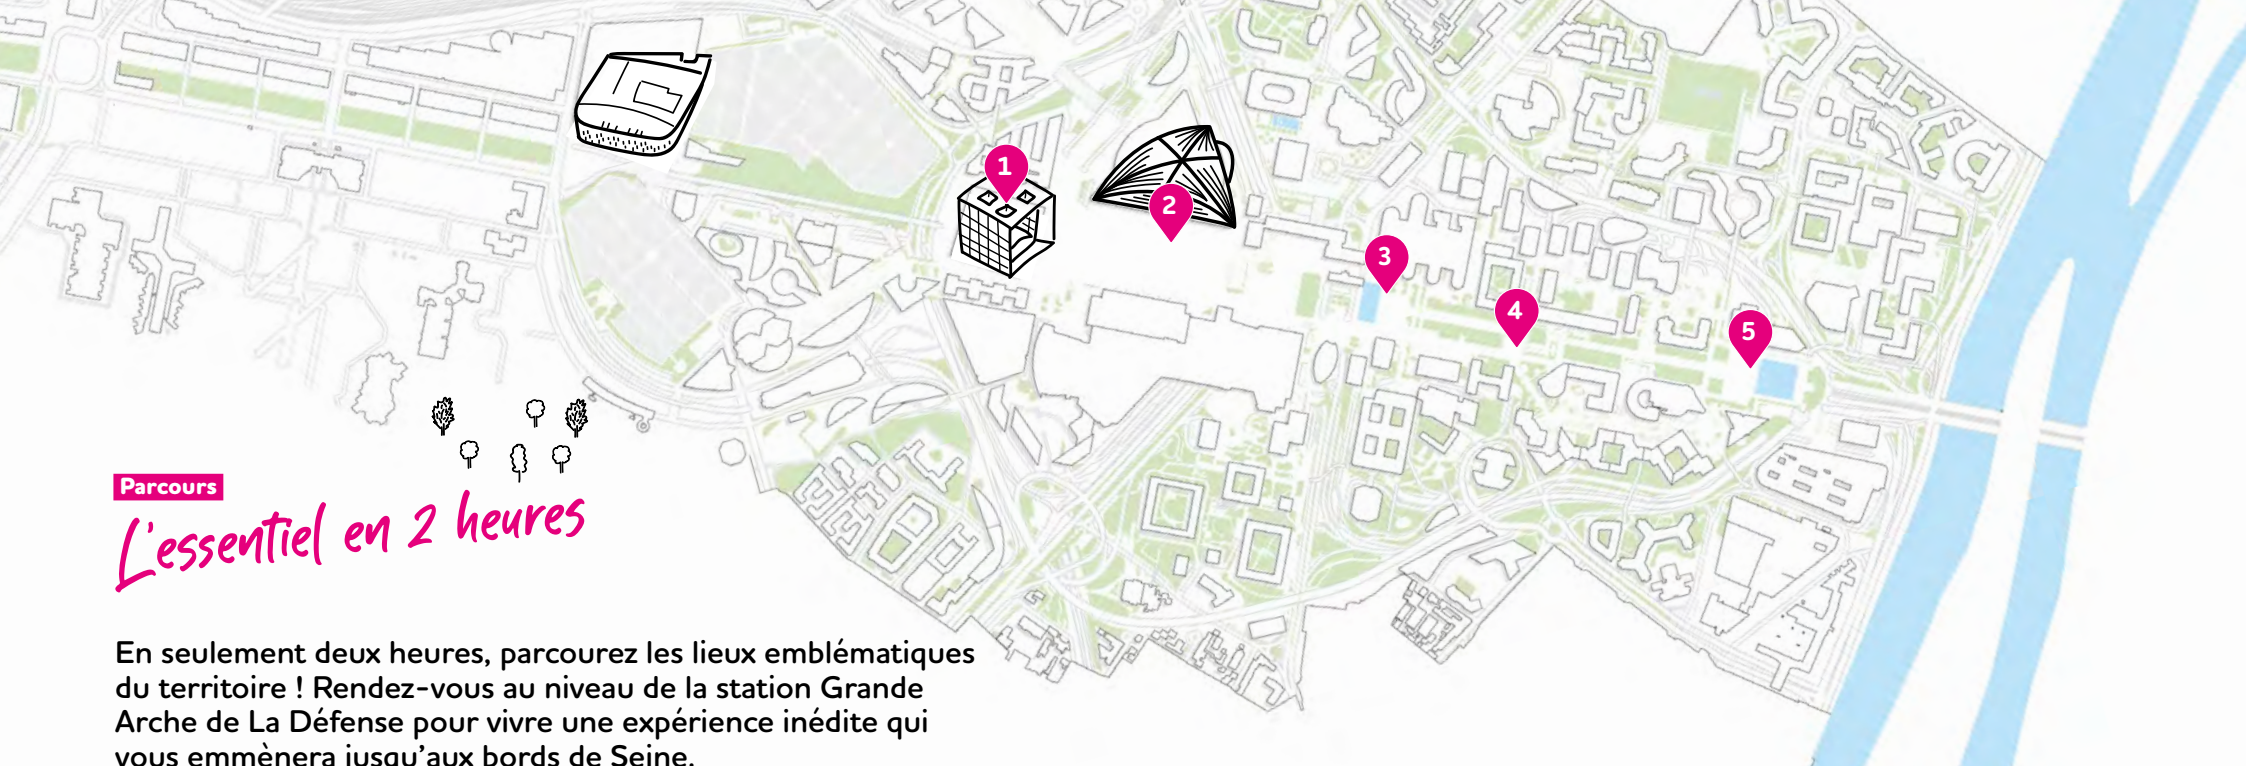 1
2
3
4
5
Parcours
L'essentiel en 2 heures
En seulement deux heures, parcourez les lieux emblématiques
du territoire ! Rendez-vous au niveau de la station Grande
Arche de La Défense pour vivre une expérience inédite qui
vous emmènera jusqu'aux bords de Seine.